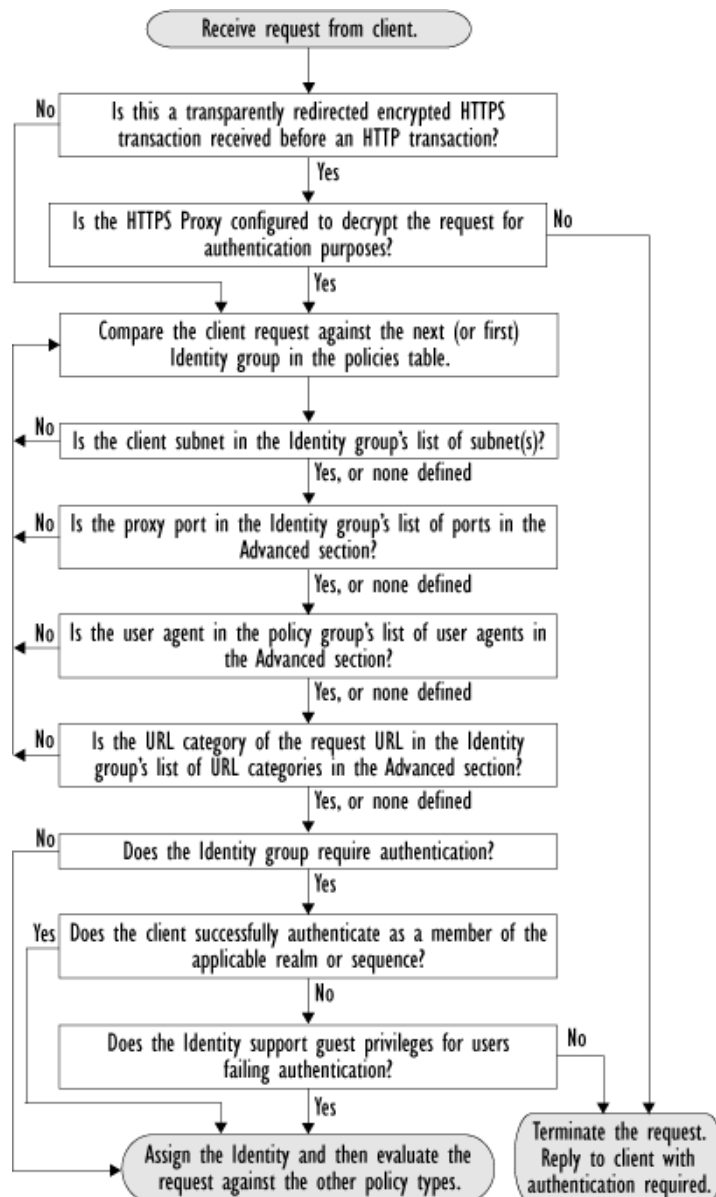 Receive request from client.
No
Is this a transparently redirected encrypted HTTPS
transaction received before an HTTP transaction?
Yes
Is the HTTPS Proxy configured to decrypt the request for
authentication purposes?
No
Yes
Compare the client request against the next (or first)
Identity group in the policies table.
No
Is the client subnet in the Identity group's list of subnet(s)?
Yes, or none defined
No
Is the proxy port in the Identity group's list of ports in the
Advanced section?
Yes, or none defined
No
Is the user agent in the policy group's list of user agents in
the Advanced section?
Yes, or none defined
No
Is the URL category of the request URL in the Identity
group's list of URL categories in the Advanced section?
Yes, or none defined
No
Does the Identity group require authentication?
Yes
Yes
Does the client successfully authenticate as a member of the
applicable realm or sequence?
No
Does the Identity support guest privileges for users
failing authentication?
No
Yes
Assign the Identity and then evaluate the
request against the other policy types.
Terminate the request.
Reply to client with
authentication required.